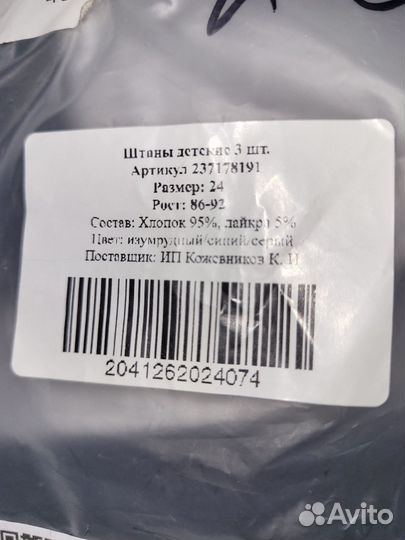 Штаны детские 3 шт.
Артикул 237178191
Размер: 24
Рост: 86-92
Состав: Хлопок 95%, лайкра 5%
Цвет: изумрудный/синий/серый
Поставщик: ИП Кожевников К. И
2041262024074
Avito